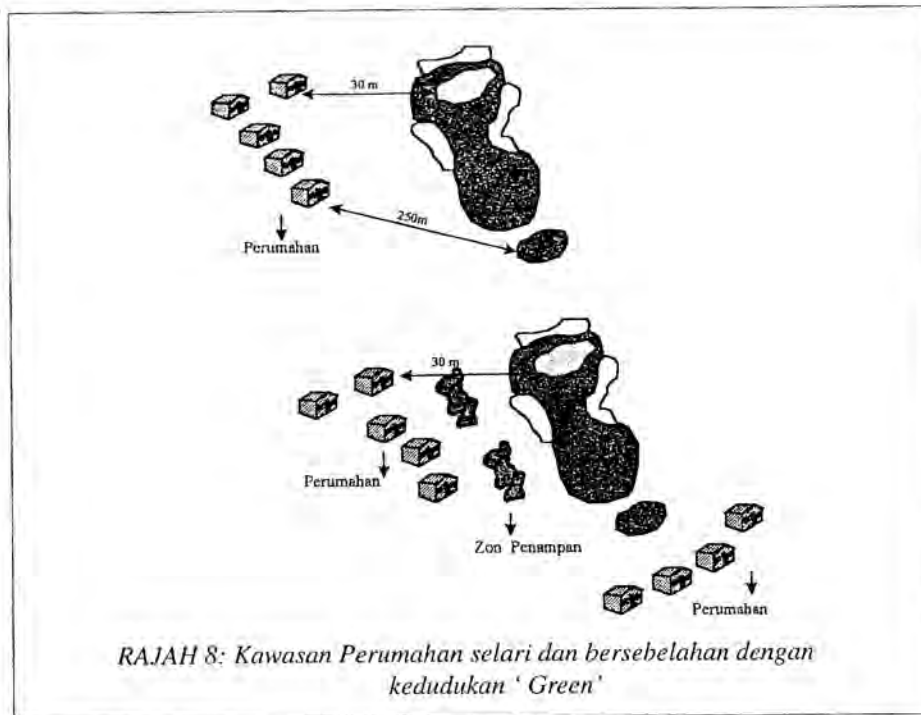 30 m
250m
Perumahan
30 m
Perumahan
Zon Penampan
Perumahan
RAJAH 8: Kawasan Perumahan selari dan bersebelahan dengan
kedudukan ‘ Green’